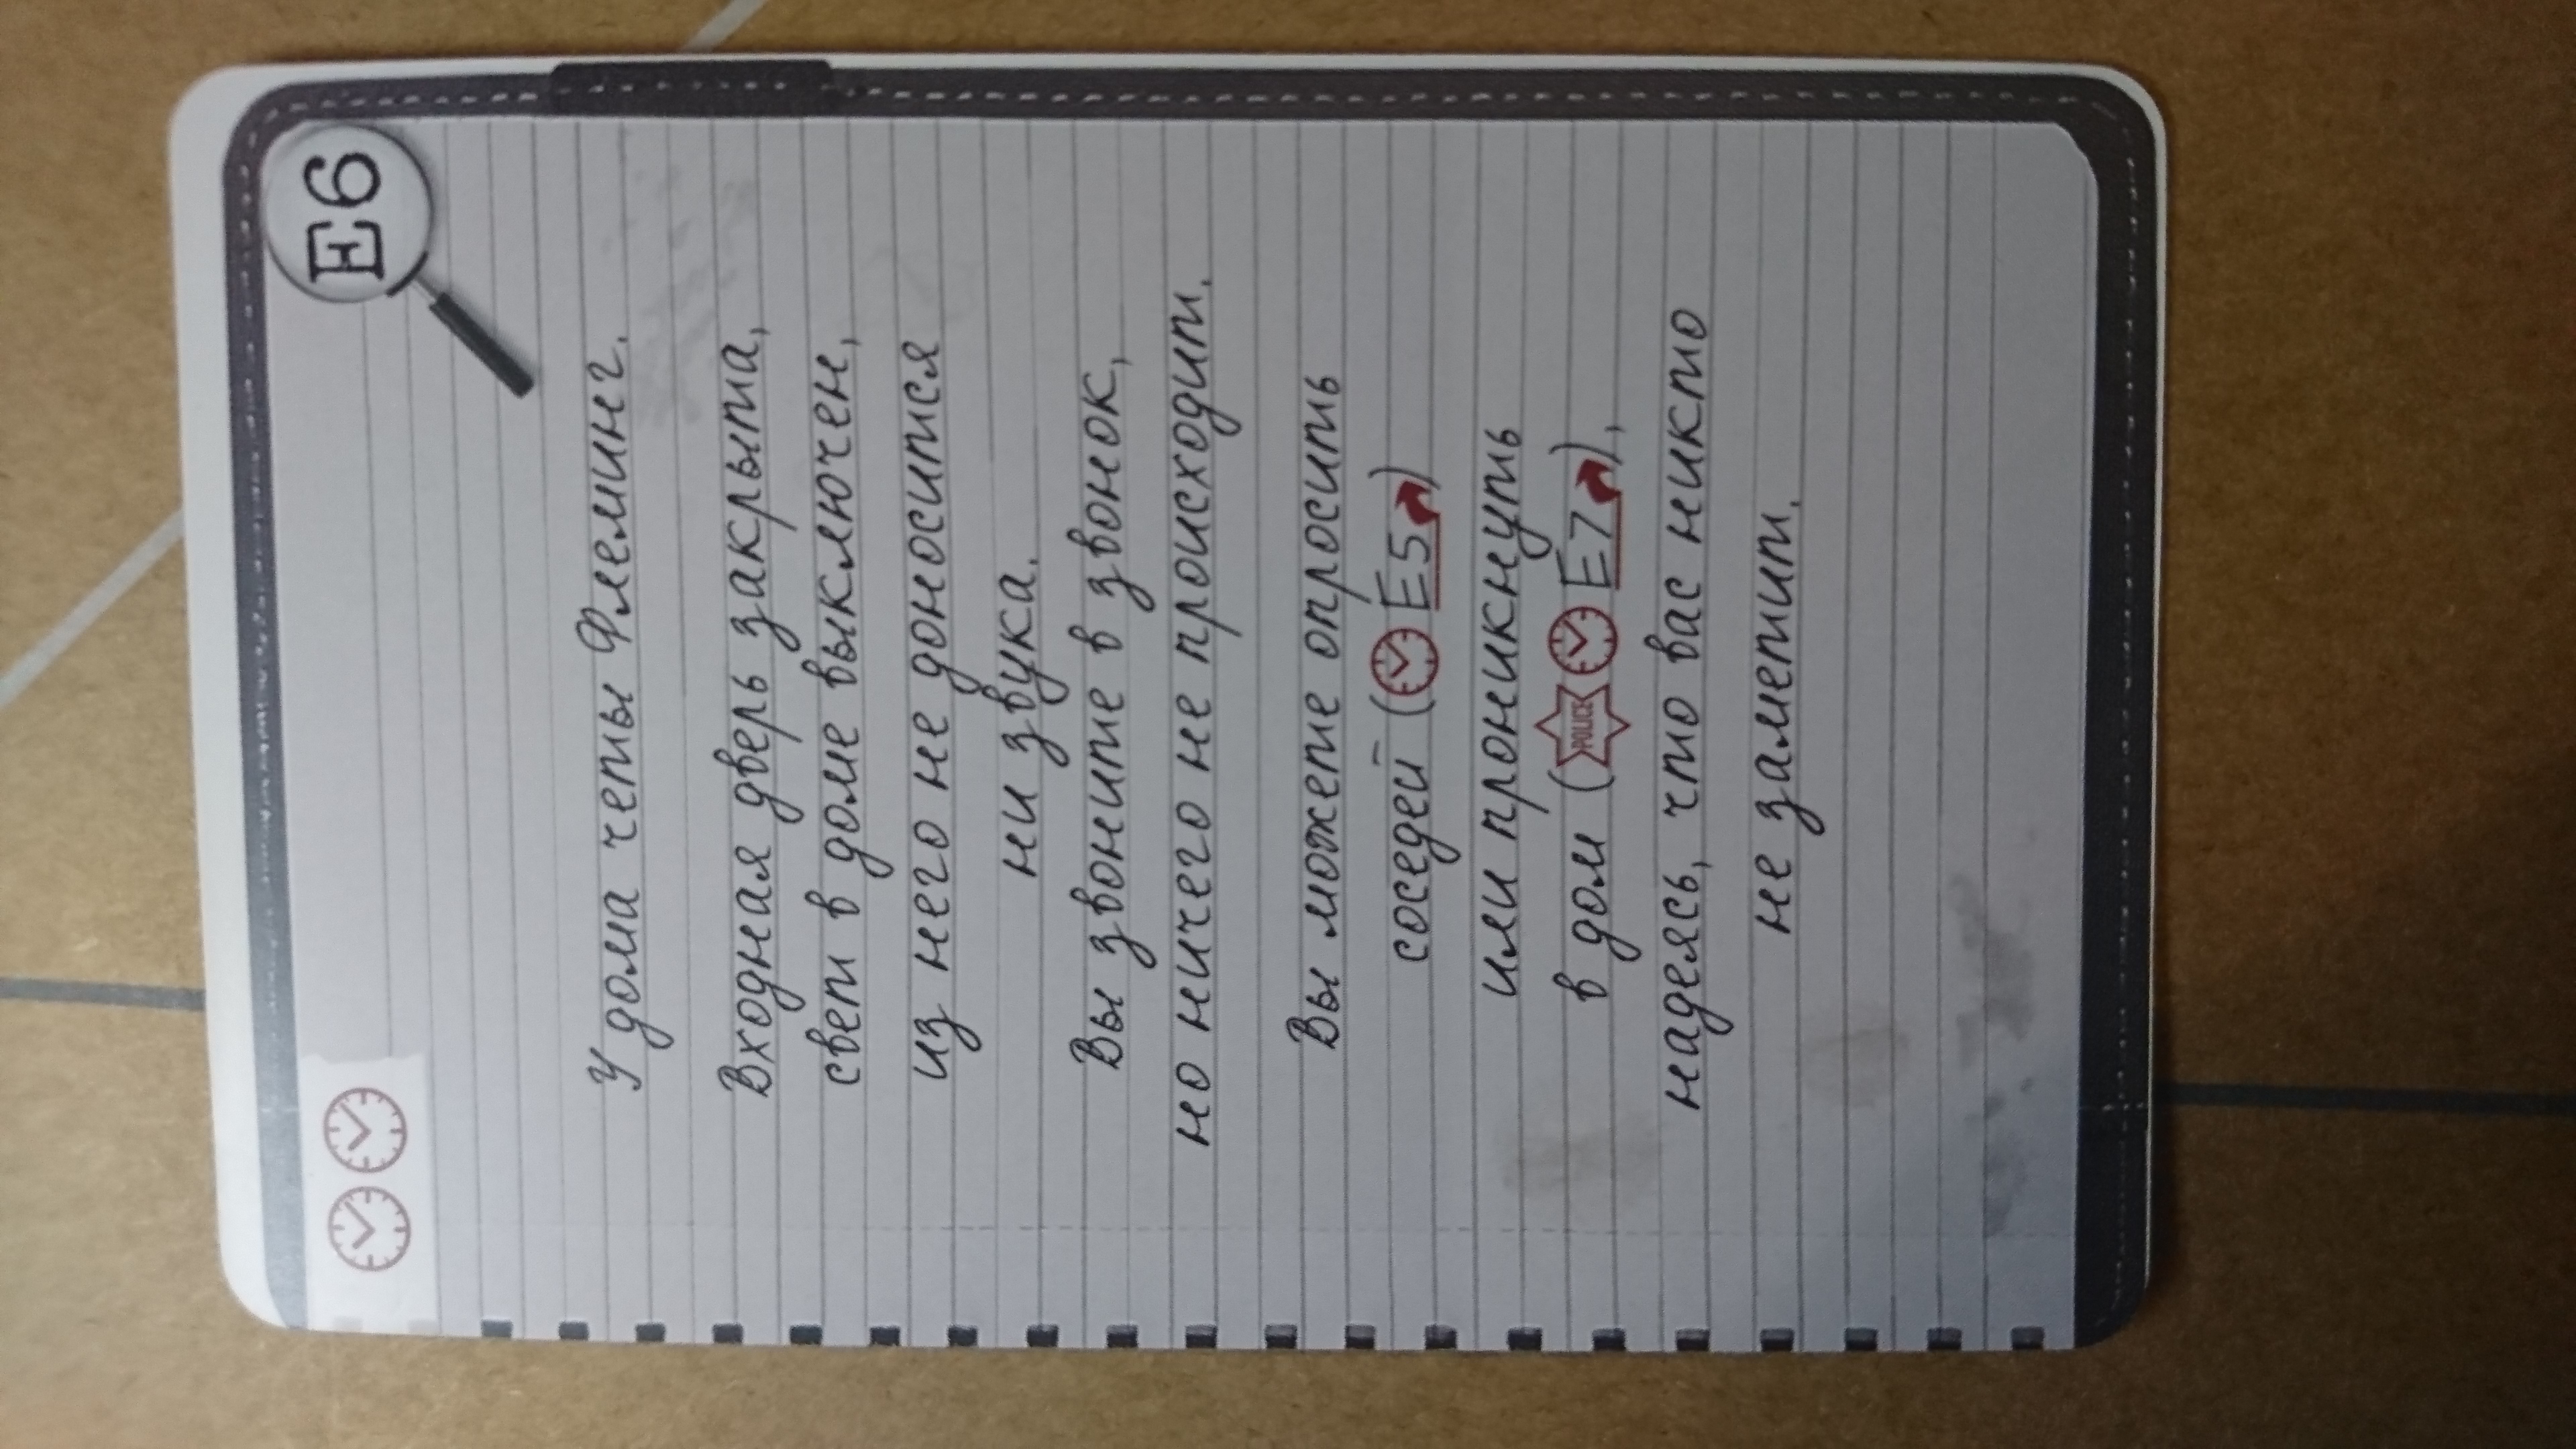 E6
У дома четы Флеминг.
Входная дверь закрыта,
свет в доме выключен,
из него не доносится
ни звука.
Вы звоните в звонок,
но ничего не происходит.
Вы можете опросить
соседей (E5)
или проникнуть
в дом (POLICE E7),
надеясь, что вас никто
не заметит.